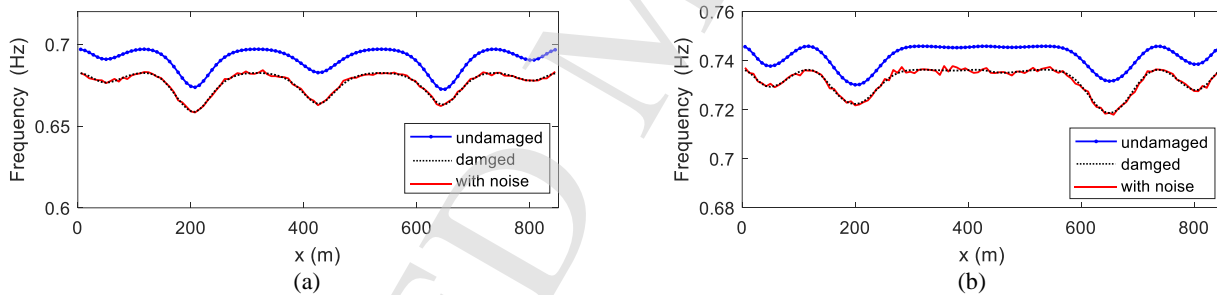 0.7
0.65
0.6
Frequency (Hz)
undamaged
damged
with noise
0 200 400 600 800
x (m)
(a)
0.76
0.74
0.72
0.7
0.68
Frequency (Hz)
undamaged
damged
with noise
0 200 400 600 800
x (m)
(b)